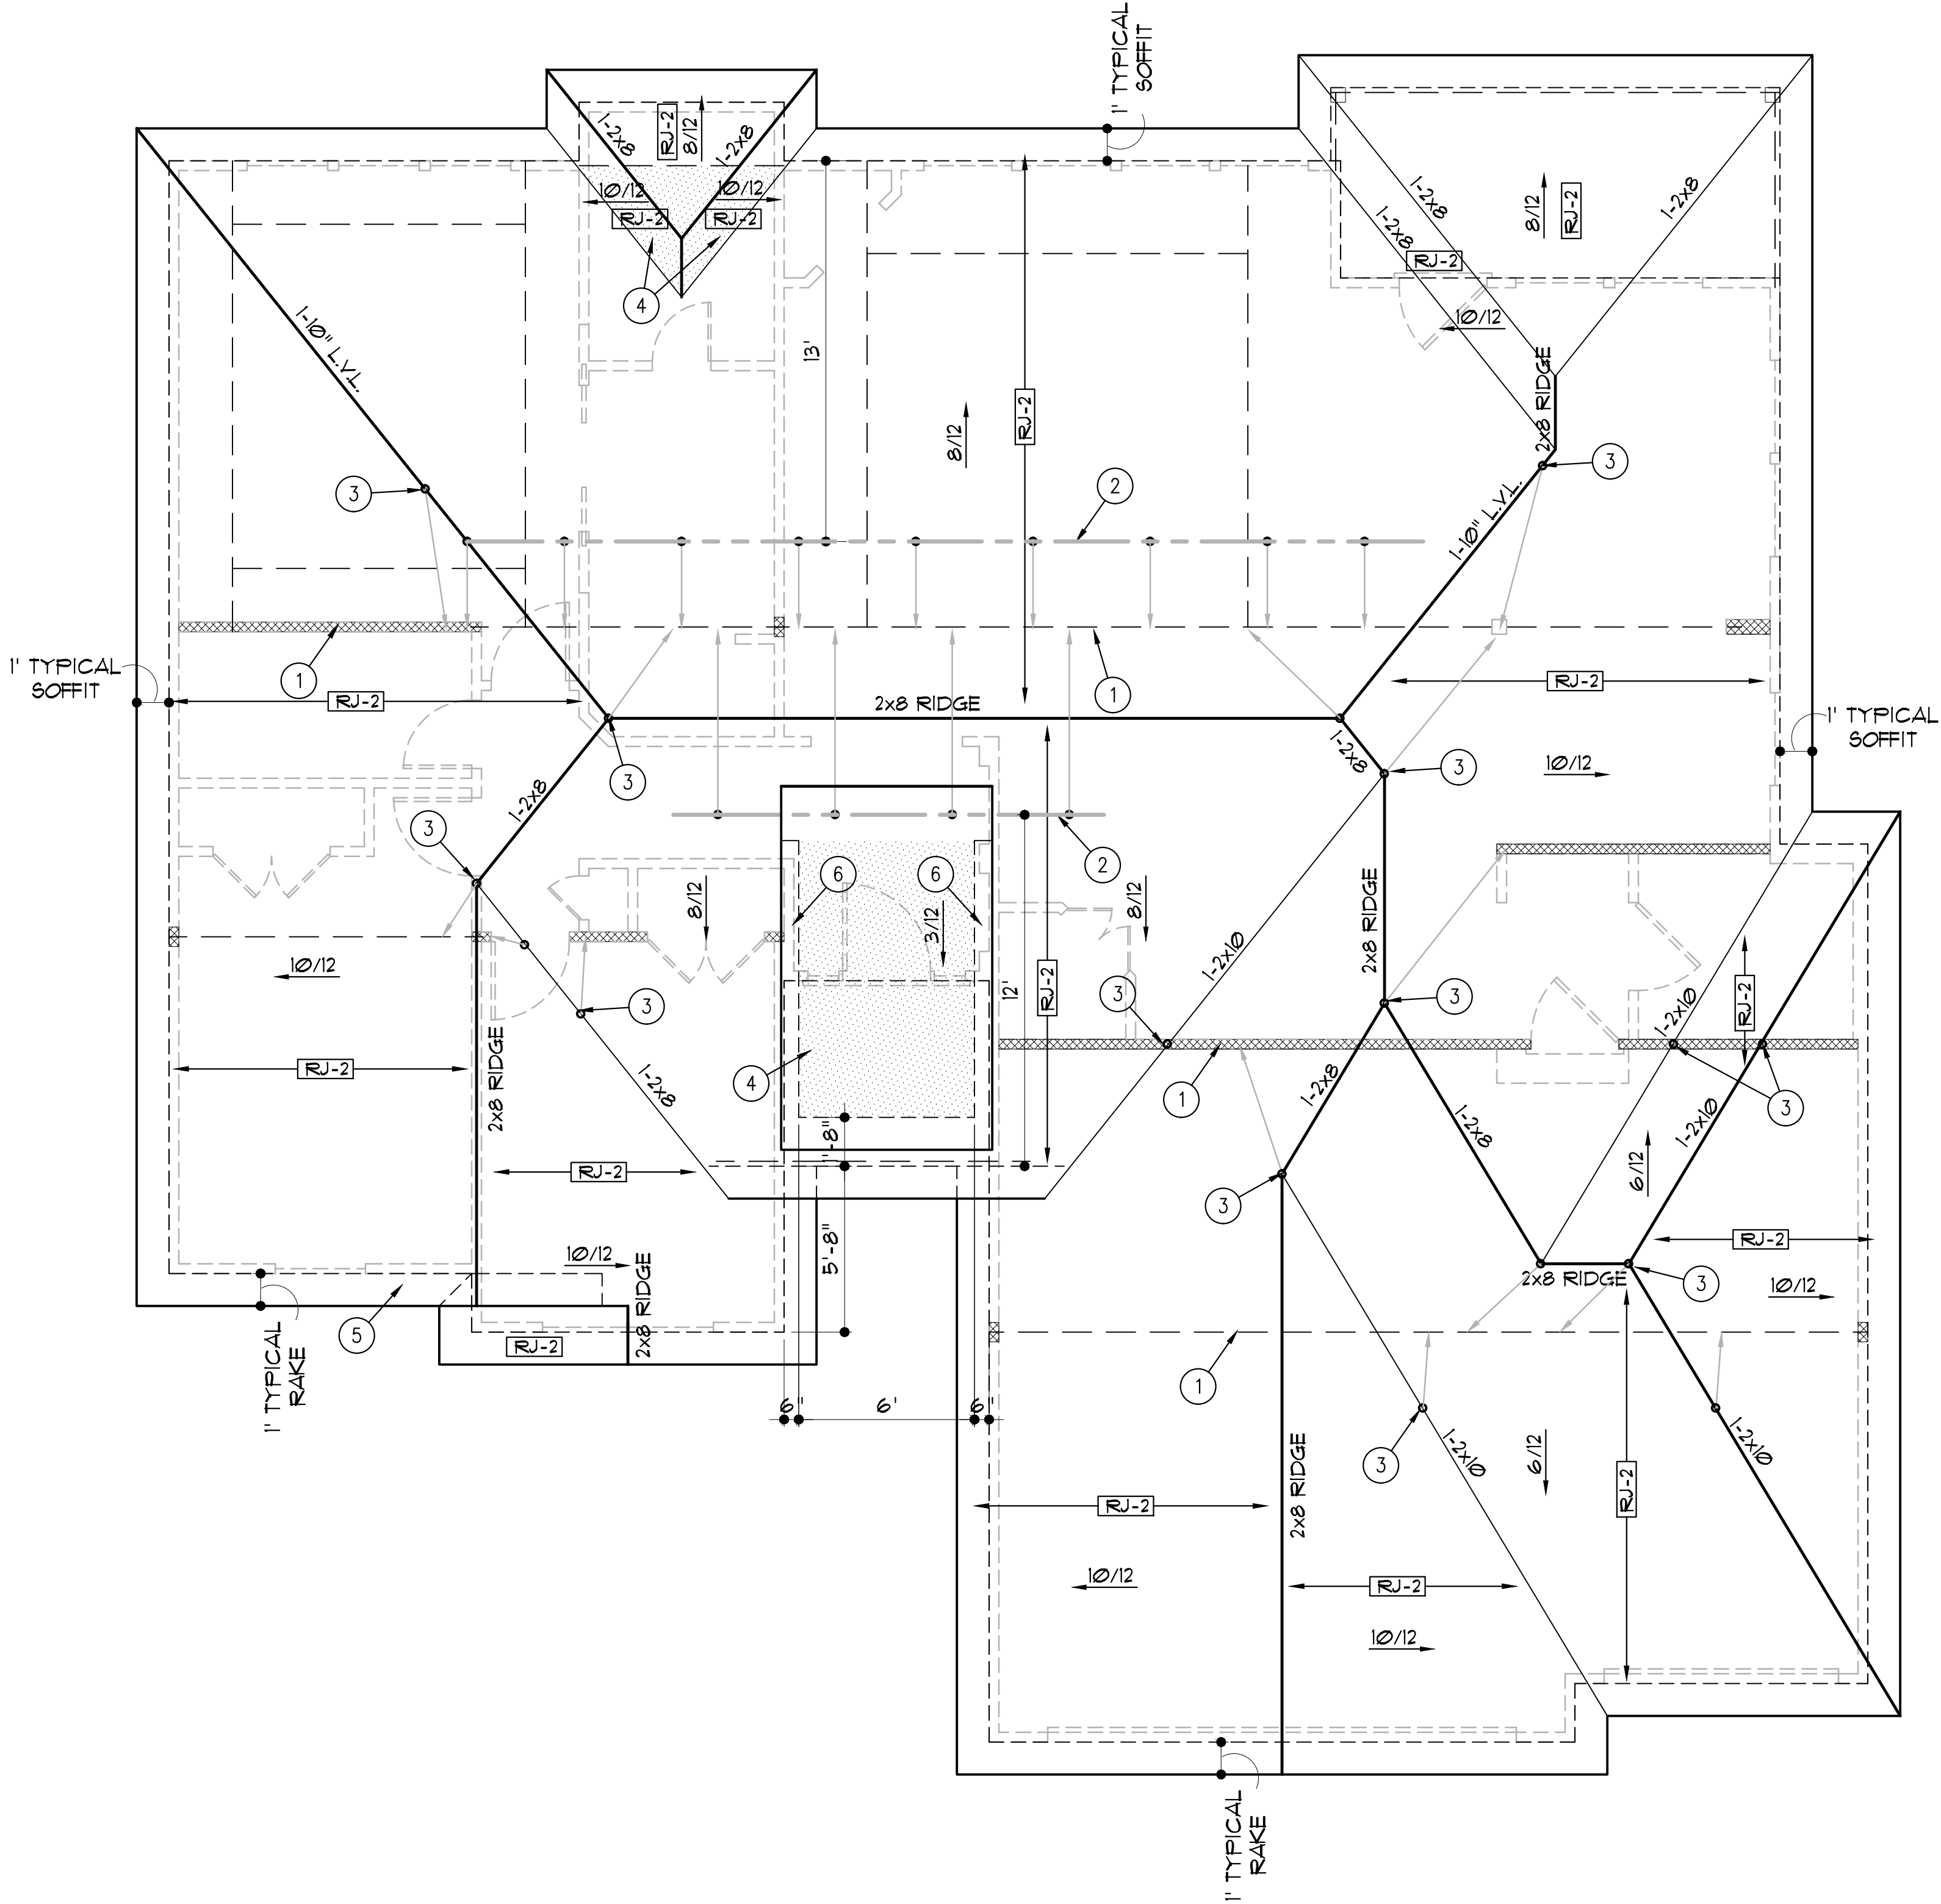 1' TYPICAL
SOFFIT
1-2x8
RJ-2
8/12
1-2x8
10/12
10/12
RJ-2
RJ-2
4
1-2x8
1-2x8
RJ-2
8/12
RJ-2
1-2x8
10/12
2x8 RIDGE
1-10" L.V.L.
13'
8/12
RJ-2
3
2
3
1-10" L.V.L.
1' TYPICAL
SOFFIT
1
RJ-2
2x8 RIDGE
1
RJ-2
1' TYPICAL
SOFFIT
3
1-2x8
3
10/12
1-2x8
3
6
6
2
8/12
3/12
8/12
2x8 RIDGE
10/12
1-2x10
12'
RJ-2
3
3
3
1-2x10
RJ-2
RJ-2
2x8 RIDGE
1-2x8
4
1
1-2x8
1-2x8
1-2x10
3
1'-8"
6/12
RJ-2
3
5'-8"
RJ-2
10/12
2x8 RIDGE
2x8 RIDGE
3
10/12
5
RJ-2
1' TYPICAL
RAKE
1
6"
6'
6"
2x8 RIDGE
3
1-2x10
6/12
RJ-2
1-2x10
RJ-2
10/12
RJ-2
10/12
1' TYPICAL
RAKE